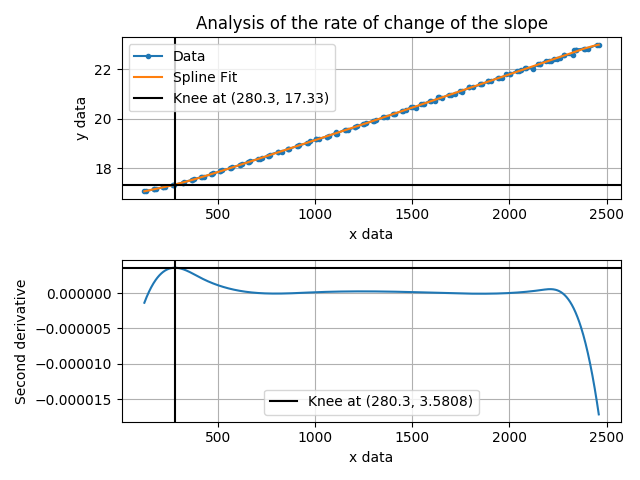 Analysis of the rate of change of the slope
Data
Spline Fit
Knee at (280.3, 17.33)
22
20
18
y data
500 1000 1500 2000 2500
x data
0.000000
−0.000005
−0.000010
−0.000015
Second derivative
Knee at (280.3, 3.5808)
500 1000 1500 2000 2500
x data